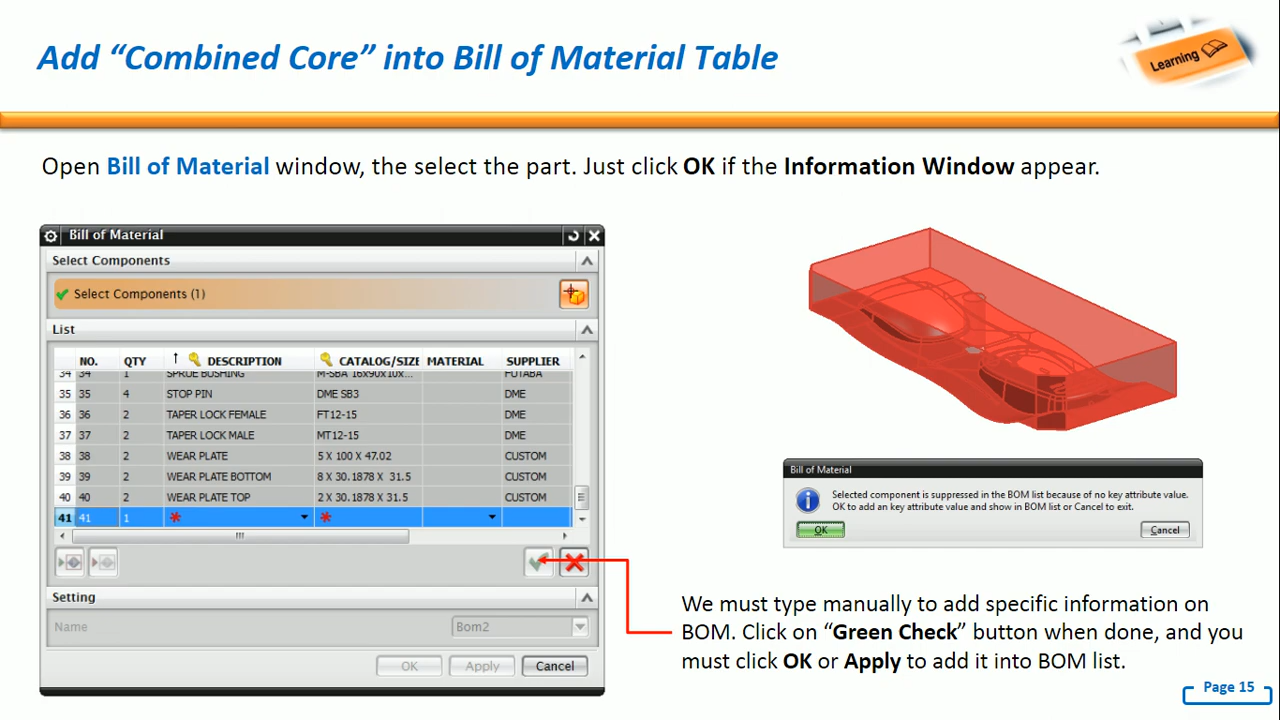 Add “Combined Core” into Bill of Material Table
Learning
Open Bill of Material window, the select the part. Just click OK if the Information Window appear.
Bill of Material
Select Components
Select Components (1)
List
NO. QTY DESCRIPTION CATALOG/SIZE MATERIAL SUPPLIER
34 34 1 SPRUE BUSHING M-SBA 16x90x10x... FUTABA
35 35 4 STOP PIN DME SB3 DME
36 36 2 TAPER LOCK FEMALE FT12-15 DME
37 37 2 TAPER LOCK MALE MT12-15 DME
38 38 2 WEAR PLATE 5 X 100 X 47.02 CUSTOM
39 39 2 WEAR PLATE BOTTOM 8 X 30.1878 X 31.5 CUSTOM
40 40 2 WEAR PLATE TOP 2 X 30.1878 X 31.5 CUSTOM
41 41 1 * *
Setting
Name Bom2
OK Apply Cancel
Bill of Material
Selected component is suppressed in the BOM list because of no key attribute value.
OK to add an key attribute value and show in BOM list or Cancel to exit.
OK Cancel
We must type manually to add specific information on
BOM. Click on “Green Check” button when done, and you
must click OK or Apply to add it into BOM list.
Page 15